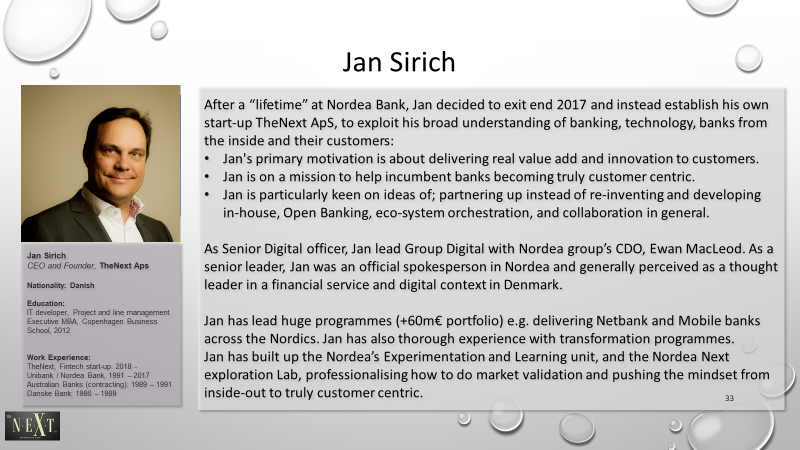 Jan Sirich
After a “lifetime” at Nordea Bank, Jan decided to exit end 2017 and instead establish his own
start-up TheNext ApS, to exploit his broad understanding of banking, technology, banks from
the inside and their customers:
• Jan's primary motivation is about delivering real value add and innovation to customers.
• Jan is on a mission to help incumbent banks becoming truly customer centric.
• Jan is particularly keen on ideas of; partnering up instead of re-inventing and developing
in-house, Open Banking, eco-system orchestration, and collaboration in general.
As Senior Digital officer, Jan lead Group Digital with Nordea group’s CDO, Ewan MacLeod. As a
senior leader, Jan was an official spokesperson in Nordea and generally perceived as a thought
leader in a financial service and digital context in Denmark.
Jan has lead huge programmes (+60m€ portfolio) e.g. delivering Netbank and Mobile banks
across the Nordics. Jan has also thorough experience with transformation programmes.
Jan has built up the Nordea’s Experimentation and Learning unit, and the Nordea Next
exploration Lab, professionalising how to do market validation and pushing the mindset from
inside-out to truly customer centric.
33
Jan Sirich
CEO and Founder, TheNext Aps
Nationality: Danish
Education:
IT developer, Project and line management
Executive MBA, Copenhagen Business
School, 2012
Work Experience:
TheNext, Fintech start-up: 2018 -
Unibank / Nordea Bank, 1991 – 2017
Australian Banks (contracting): 1989 – 1991
Danske Bank: 1986 – 1989
THE NEXT